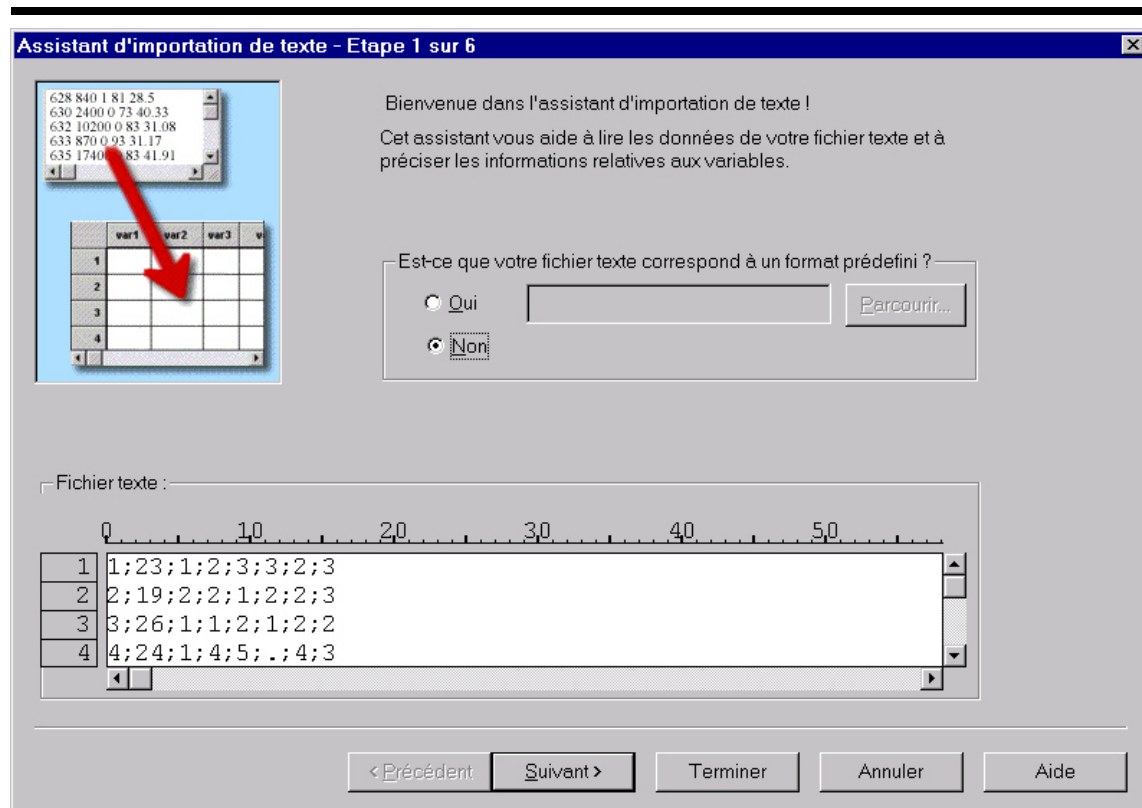 Assistant d'importation de texte - Etape 1 sur 6
628 840 1 81 28.5
630 2400 0 73 40.33
632 10200 0 83 31.08
633 870 0 93 31.17
635 17400 83 41.91
var1 var2 var3 v
1
2
3
4
Bienvenue dans l'assistant d'importation de texte !
Cet assistant vous aide à lire les données de votre fichier texte et à
préciser les informations relatives aux variables.
Est-ce que votre fichier texte correspond à un format prédefini ?
Oui
Parcourir...
Non
Fichier texte :
0 10 20 30 40 50
1 1;23;1;2;3;3;2;3
2 2;19;2;2;1;2;2;3
3 3;26;1;1;2;1;2;2
4 4;24;1;4;5;.;4;3
< Précédent Suivant > Terminer Annuler Aide